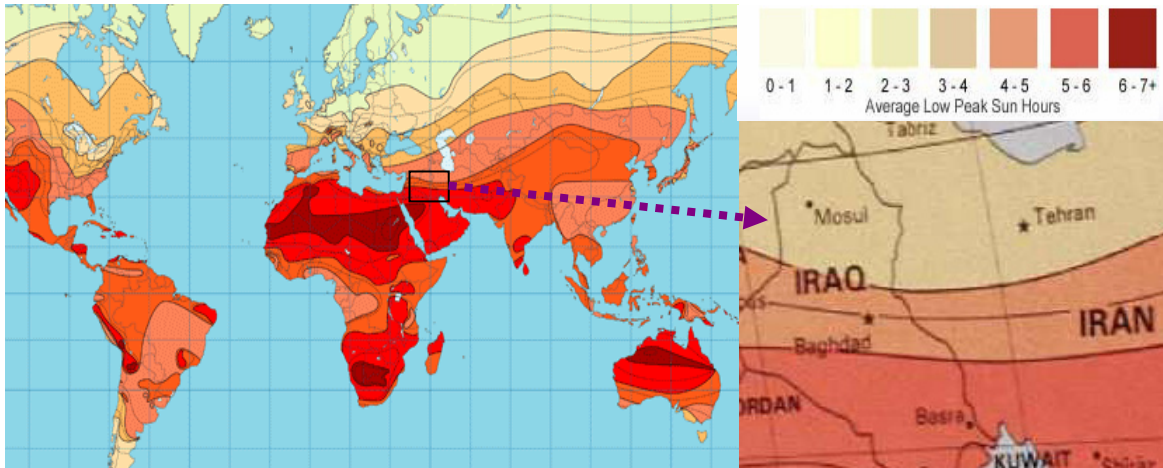 0 - 1 1 - 2 2 - 3 3 - 4 4 - 5 5 - 6 6 - 7+
Average Low Peak Sun Hours
Tabriz
Mosul
Tehran
IRAQ
IRAN
Baghdad
ORDAN
Basra
KUWAIT